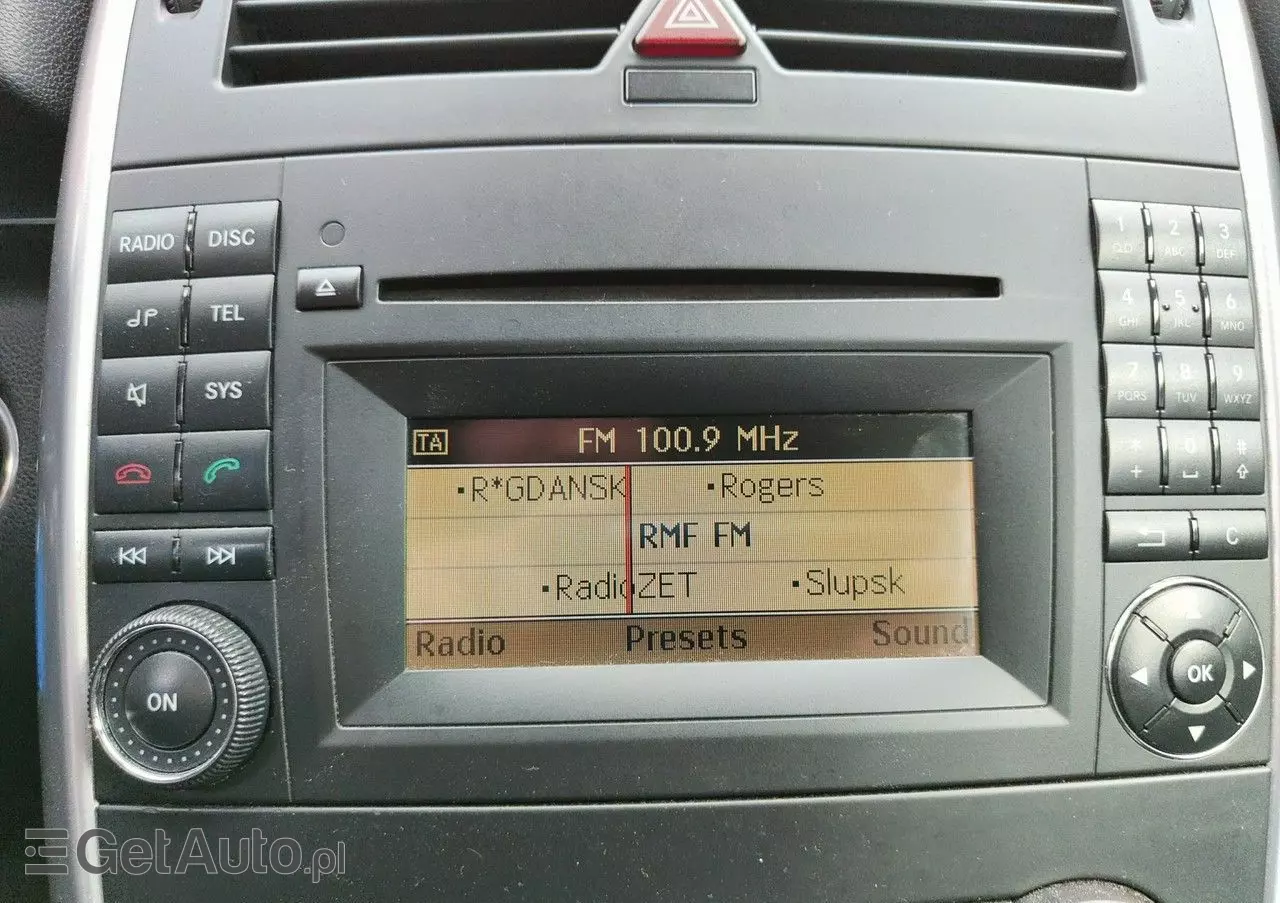 RADIO DISC
TEL
SYS
ON
TA FM 100.9 MHz
·R*GDANSK ·Rogers
RMF FM
·RadioZET ·Slupsk
Radio Presets Sound
1 2 ABC 3 DEF
4 GHI 5 JKL 6 MNO
7 PQRS 8 TUV 9 WXYZ
* + 0 #
C
OK
GetAuto.pl